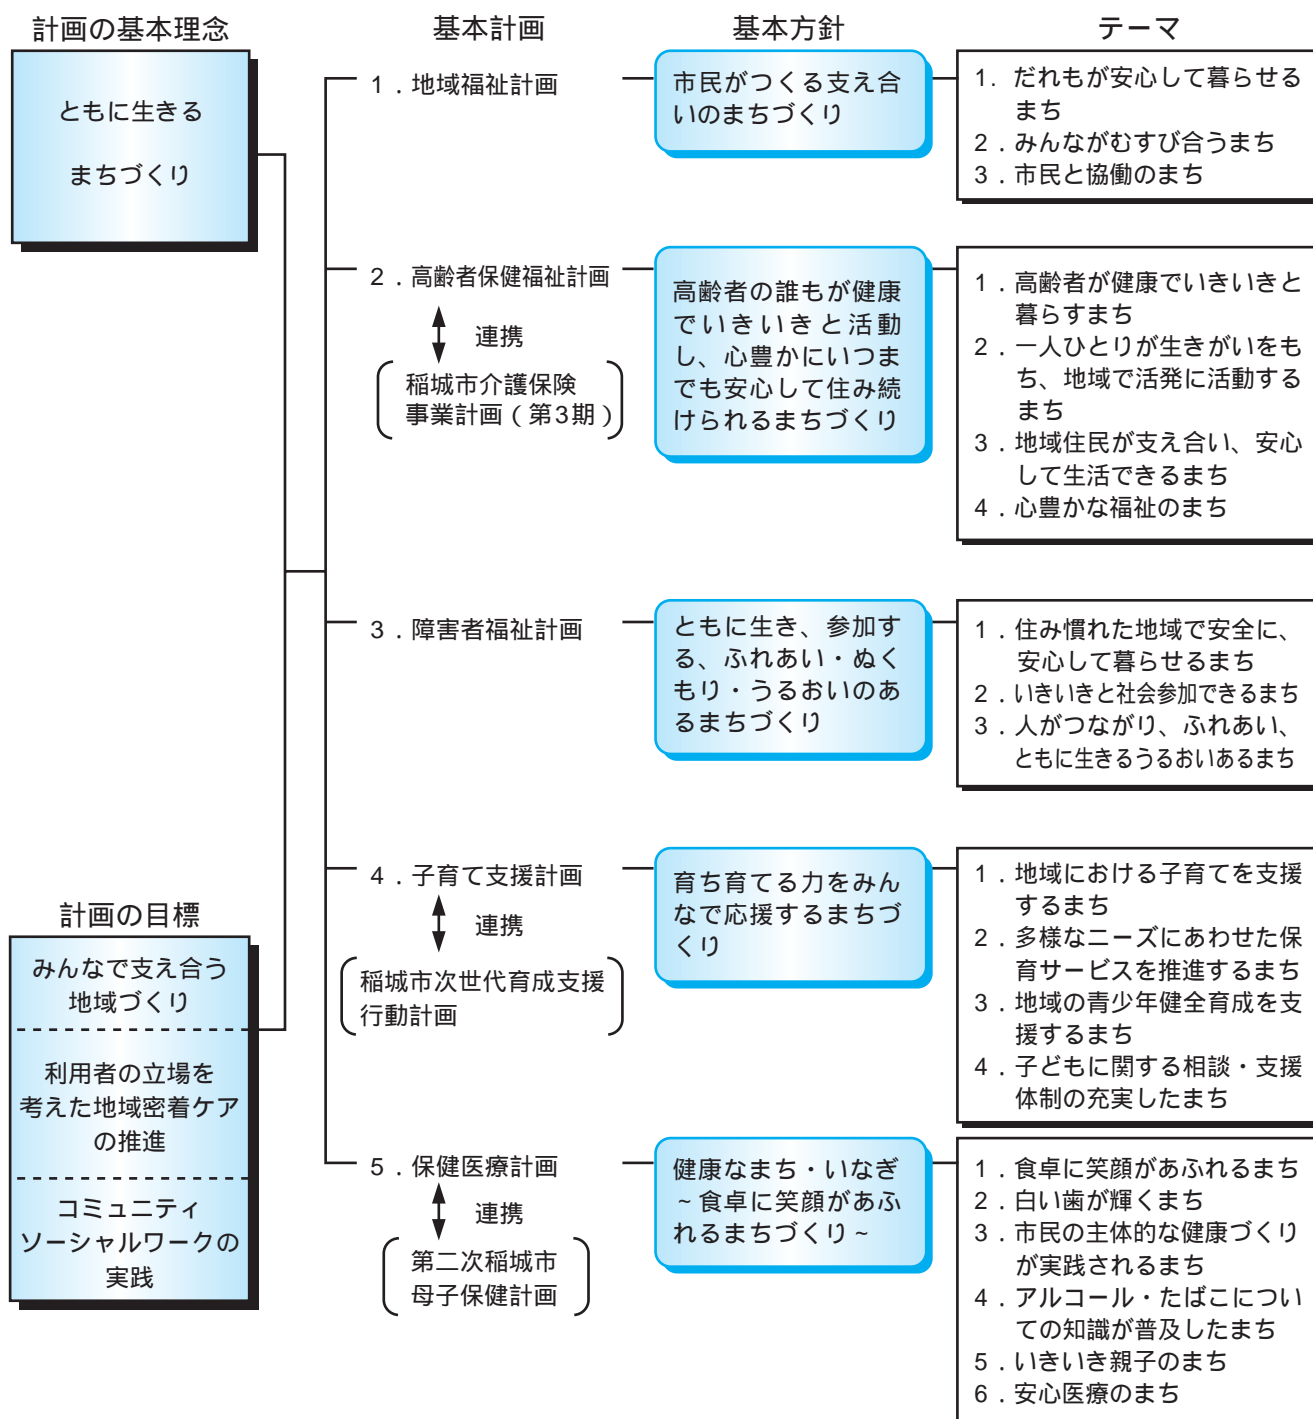 計画の基本理念
ともに生きる
まちづくり
計画の目標
みんなで支え合う
地域づくり
利用者の立場を
考えた地域密着ケア
の推進
コミュニティ
ソーシャルワークの
実践
基本計画
基本方針
テーマ
1．地域福祉計画
市民がつくる支え合
いのまちづくり
1．だれもが安心して暮らせる
まち
2．みんながむすび合うまち
3．市民と協働のまち
2．高齢者保健福祉計画
連携
稲城市介護保険
事業計画（第3期）
高齢者の誰もが健康
でいきいきと活動
し、心豊かにいつま
でも安心して住み続
けられるまちづくり
1．高齢者が健康でいきいきと
暮らすまち
2．一人ひとりが生きがいをも
ち、地域で活発に活動する
まち
3．地域住民が支え合い、安心
して生活できるまち
4．心豊かな福祉のまち
3．障害者福祉計画
ともに生き、参加す
る、ふれあい・ぬく
もり・うるおいのあ
るまちづくり
1．住み慣れた地域で安全に、
安心して暮らせるまち
2．いきいきと社会参加できるまち
3．人がつながり、ふれあい、
ともに生きるうるおいあるまち
4．子育て支援計画
連携
稲城市次世代育成支援
行動計画
育ち育てる力をみん
なで応援するまちづ
くり
1．地域における子育てを支援
するまち
2．多様なニーズにあわせた保
育サービスを推進するまち
3．地域の青少年健全育成を支
援するまち
4．子どもに関する相談・支援
体制の充実したまち
5．保健医療計画
連携
第二次稲城市
母子保健計画
健康なまち・いなぎ
～食卓に笑顔があふ
れるまちづくり～
1．食卓に笑顔があふれるまち
2．白い歯が輝くまち
3．市民の主体的な健康づくり
が実践されるまち
4．アルコール・たばこについ
ての知識が普及したまち
5．いきいき親子のまち
6．安心医療のまち